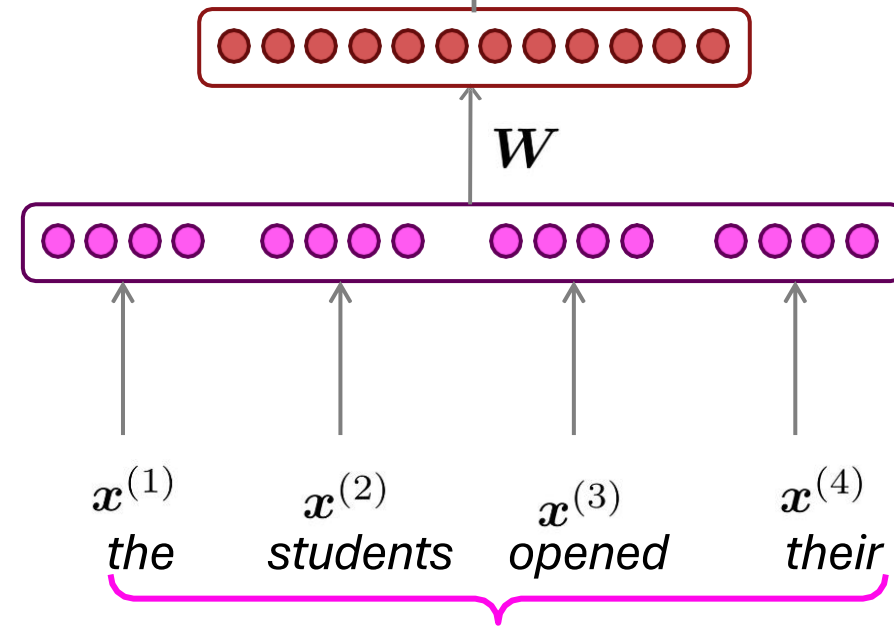 W
x^(1) x^(2) x^(3) x^(4)
the students opened their